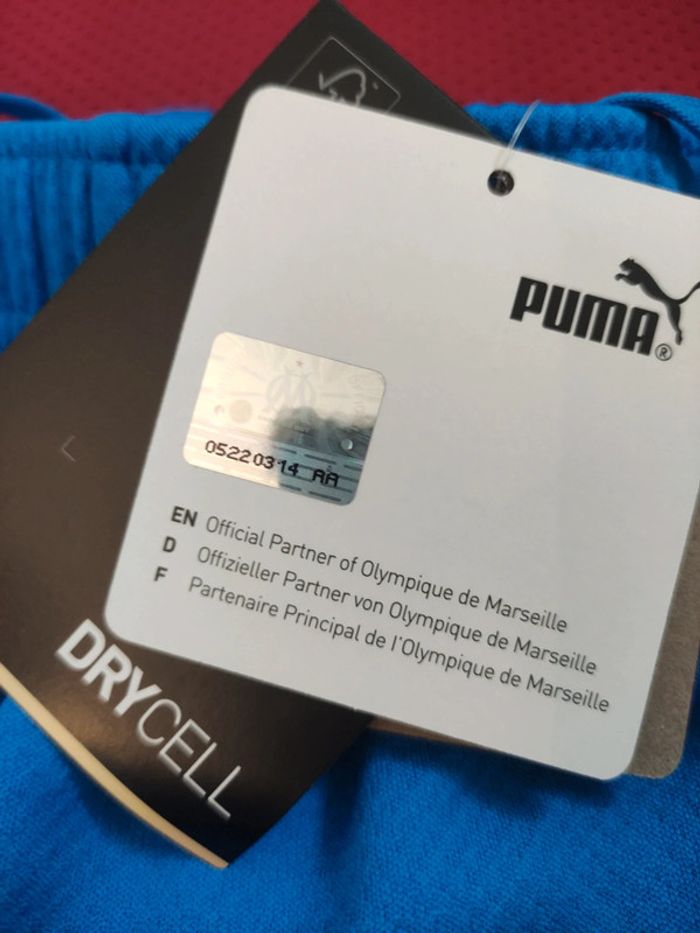 PUMA®
05220314 AA
EN Official Partner of Olympique de Marseille
D Offizieller Partner von Olympique de Marseille
F Partenaire Principal de l'Olympique de Marseille
DRYCELL